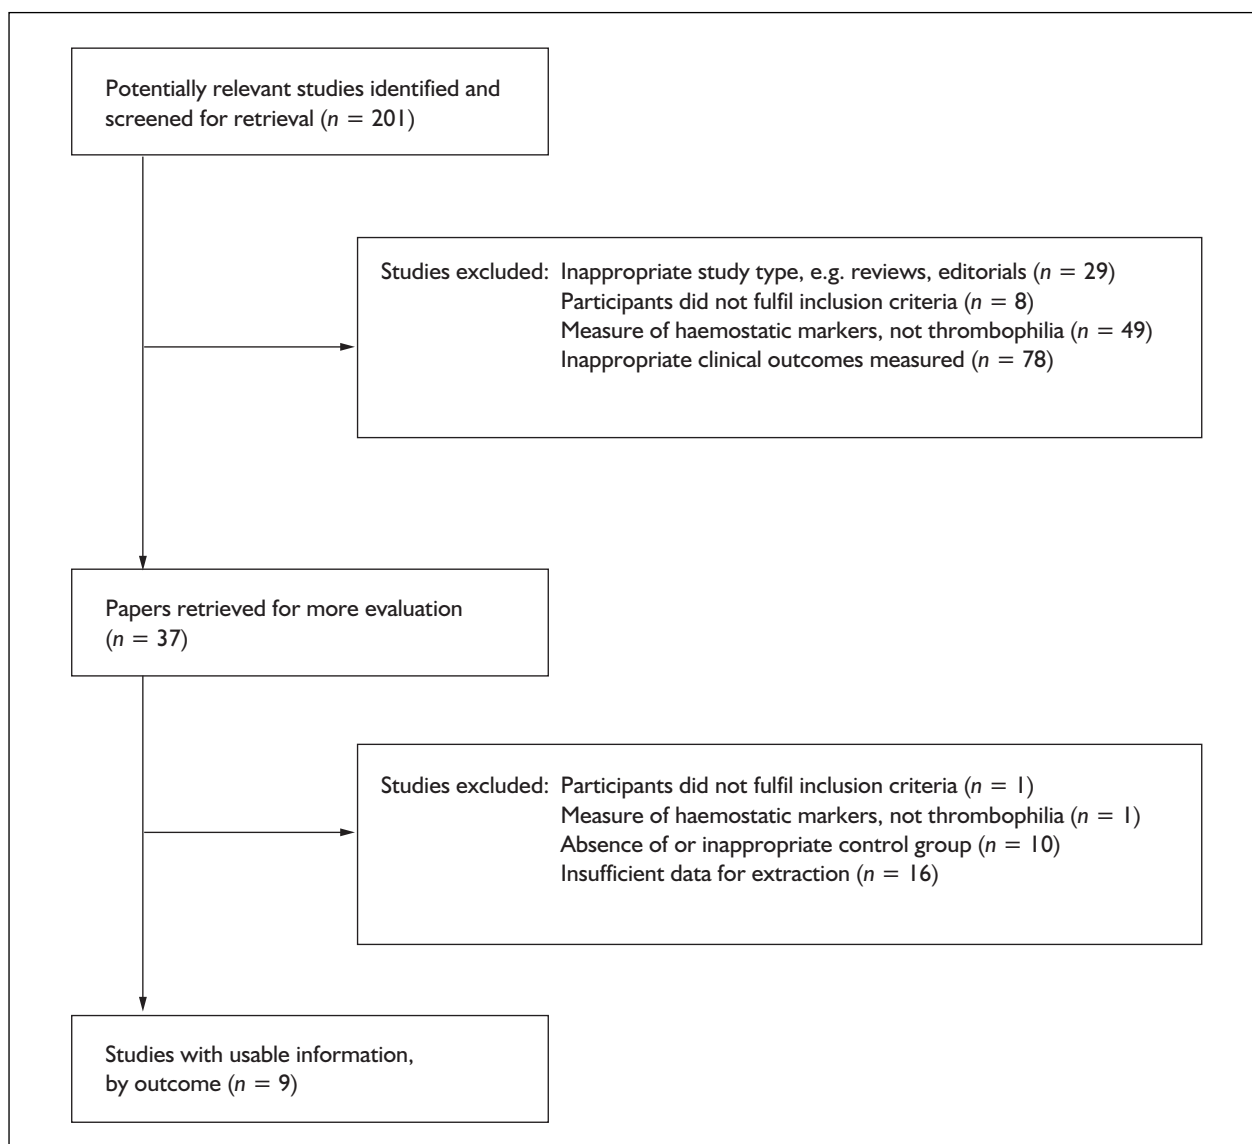 Potentially relevant studies identified and
screened for retrieval (n = 201)
Studies excluded: Inappropriate study type, e.g. reviews, editorials (n = 29)
Participants did not fulfil inclusion criteria (n = 8)
Measure of haemostatic markers, not thrombophilia (n = 49)
Inappropriate clinical outcomes measured (n = 78)
Papers retrieved for more evaluation
(n = 37)
Studies excluded: Participants did not fulfil inclusion criteria (n = 1)
Measure of haemostatic markers, not thrombophilia (n = 1)
Absence of or inappropriate control group (n = 10)
Insufficient data for extraction (n = 16)
Studies with usable information,
by outcome (n = 9)